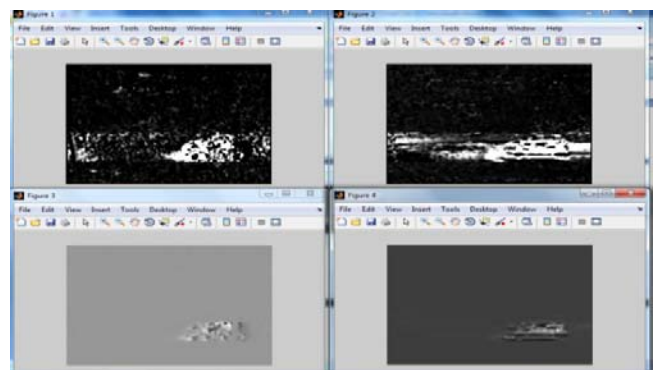 Figure 1
File Edit View Insert Tools Desktop Window Help
Figure 2
File Edit View Insert Tools Desktop Window Help
Figure 3
File Edit View Insert Tools Desktop Window Help
Figure 4
File Edit View Insert Tools Desktop Window Help